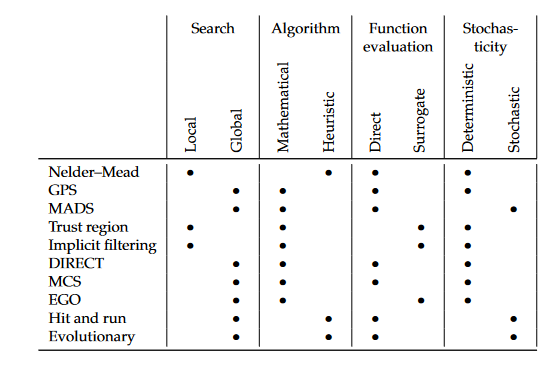 Search Algorithm Function evaluation Stochas-ticity
Local Global Mathematical Heuristic Direct Surrogate Deterministic Stochastic
Nelder–Mead • • • •
GPS • • • •
MADS • • • •
Trust region • • • •
Implicit filtering • • • •
DIRECT • • • •
MCS • • • •
EGO • • • •
Hit and run • • • •
Evolutionary • • • •